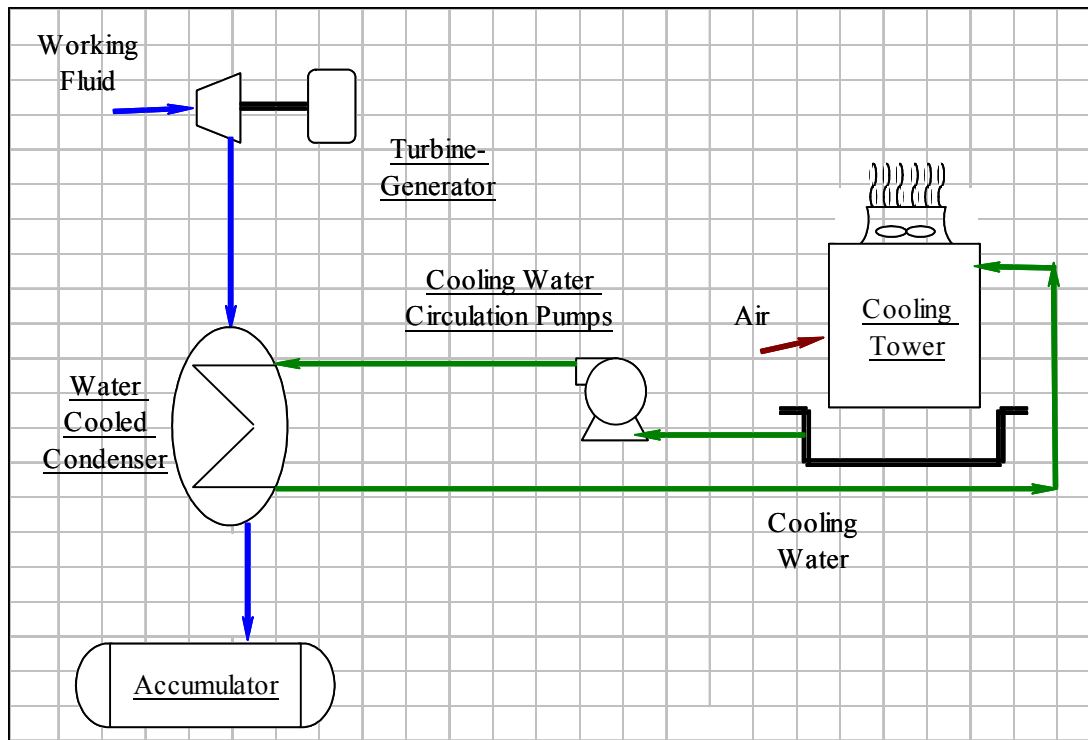 Working
Fluid
Turbine-
Generator
Cooling Water
Circulation Pumps
Air
Cooling
Tower
Water
Cooled
Condenser
Cooling
Water
Accumulator